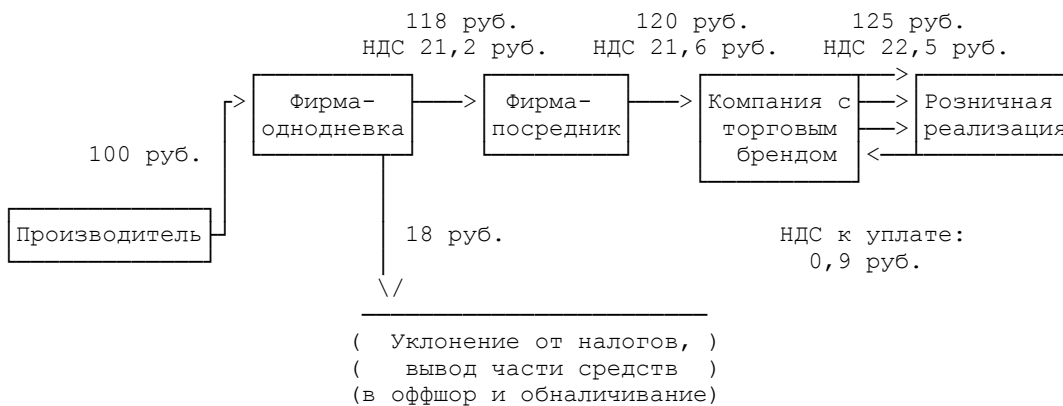 118 руб. 120 руб. 125 руб.
НДС 21,2 руб. НДС 21,6 руб. НДС 22,5 руб.
Фирма- Фирма- Компания с Розничная
однодневка посредник торговым реализация
100 руб. брендом
Производитель 18 руб. НДС к уплате:
0,9 руб.
( Уклонение от налогов, )
( вывод части средств )
(в оффшор и обналичивание)